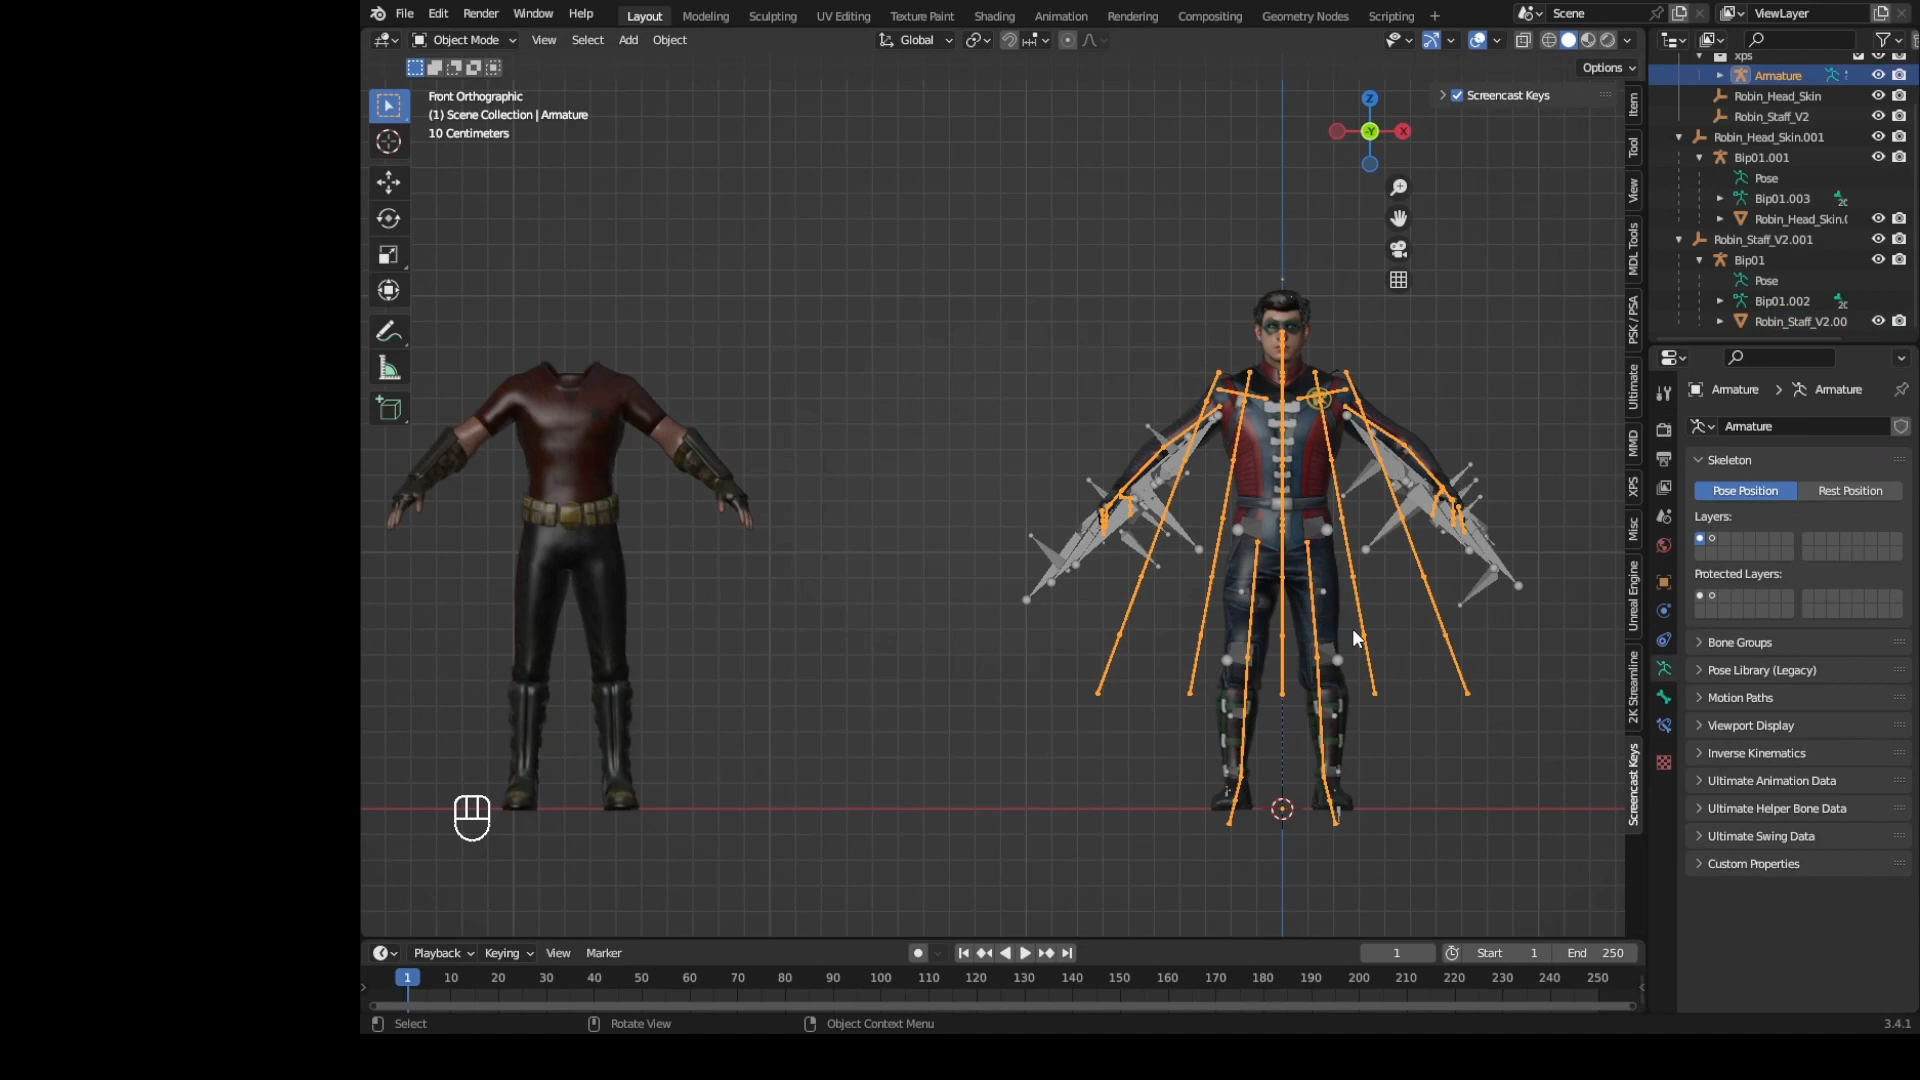 File Edit Render Window Help
Layout Modeling Sculpting UV Editing Texture Paint Shading Animation Rendering Compositing Geometry Nodes Scripting
Scene ViewLayer
Object Mode View Select Add Object
Global
Options
Front Orthographic
(1) Scene Collection | Armature
10 Centimeters
Screencast Keys
Z
-Y X
Item
Tool
View
MDL Tools
PSK / PSA
Ultimate
MMD
XPS
Misc
Unreal Engine
2K Streamline
Screencast Keys
xps
Armature
Robin_Head_Skin
Robin_Staff_V2
Robin_Head_Skin.001
Bip01.001
Pose
Bip01.003
Robin_Head_Skin.(
Robin_Staff_V2.001
Bip01
Pose
Bip01.002
Robin_Staff_V2.00
Armature > Armature
Armature
Skeleton
Pose Position Rest Position
Layers:
Protected Layers:
Bone Groups
Pose Library (Legacy)
Motion Paths
Viewport Display
Inverse Kinematics
Ultimate Animation Data
Ultimate Helper Bone Data
Ultimate Swing Data
Custom Properties
Playback Keying View Marker
1 Start 1 End 250
1 10 20 30 40 50 60 70 80 90 100 110 120 130 140 150 160 170 180 190 200 210 220 230 240 250
Select Rotate View Object Context Menu
3.4.1